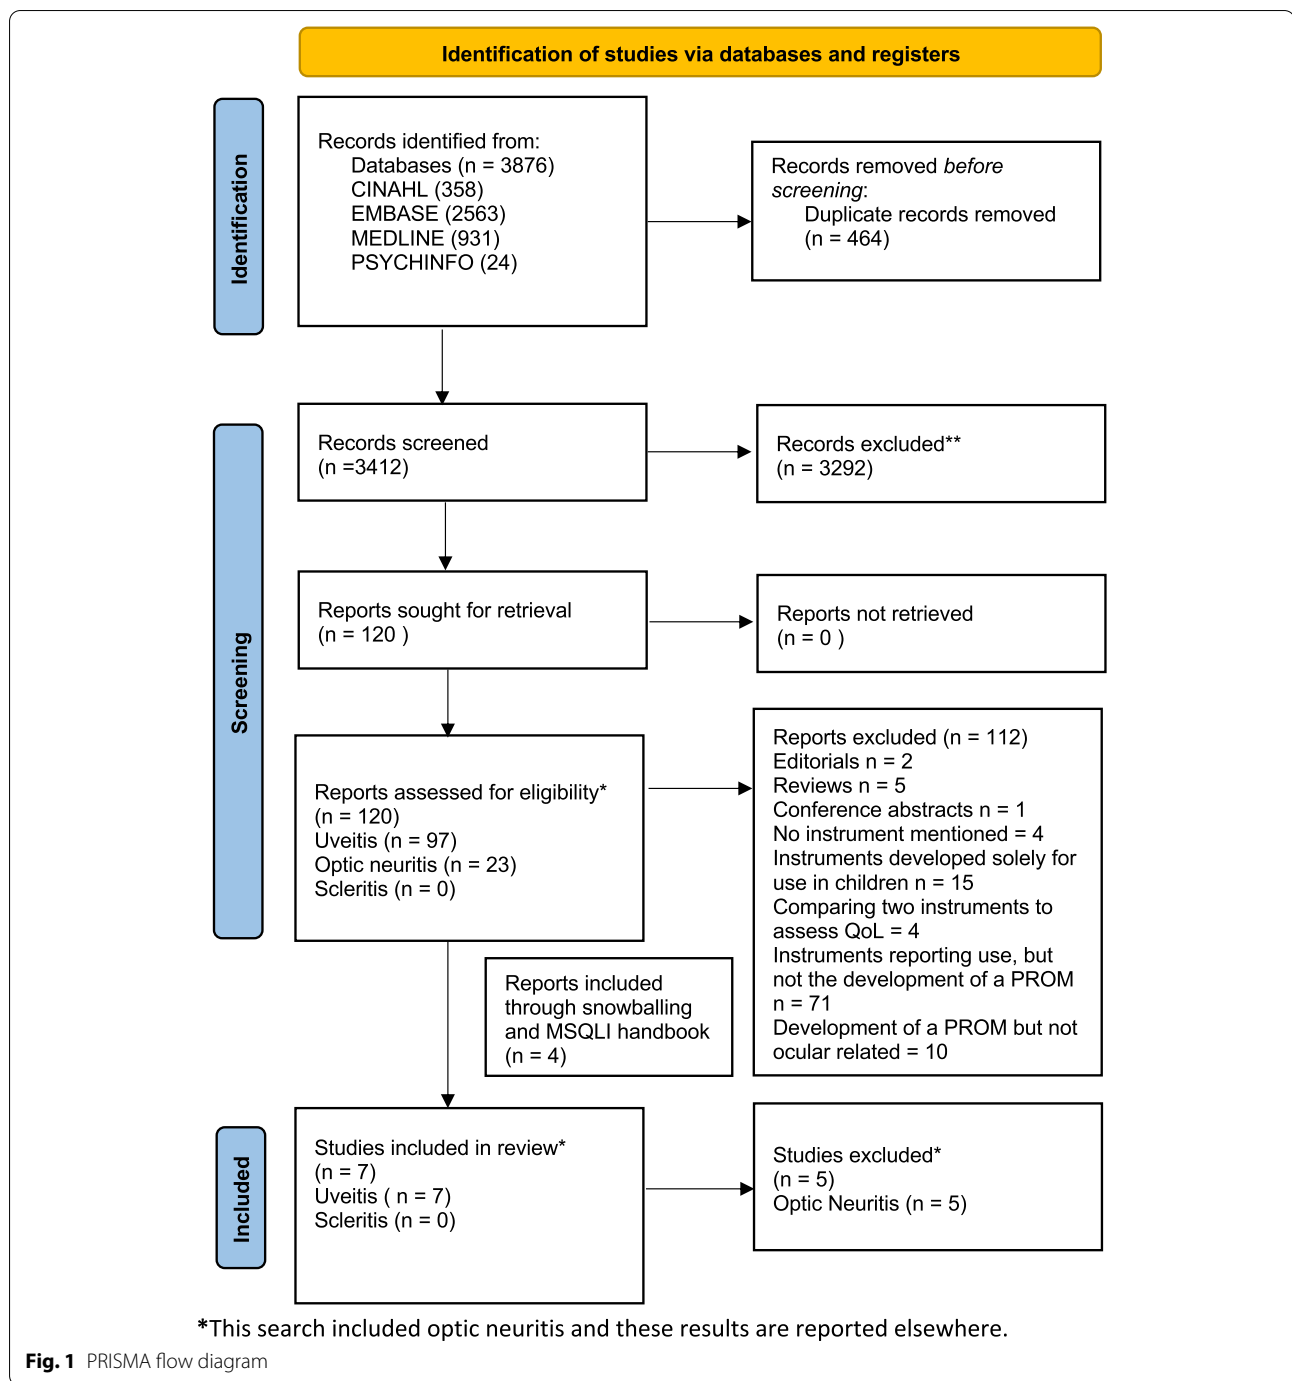 Identification of studies via databases and registers
Identification
Records identified from:
Databases (n = 3876)
CINAHL (358)
EMBASE (2563)
MEDLINE (931)
PSYCHINFO (24)
Records removed before
screening:
Duplicate records removed
(n = 464)
Screening
Records screened
(n =3412)
Records excluded**
(n = 3292)
Reports sought for retrieval
(n = 120 )
Reports not retrieved
(n = 0 )
Reports assessed for eligibility*
(n = 120)
Uveitis (n = 97)
Optic neuritis (n = 23)
Scleritis (n = 0)
Reports excluded (n = 112)
Editorials n = 2
Reviews n = 5
Conference abstracts n = 1
No instrument mentioned = 4
Instruments developed solely for
use in children n = 15
Comparing two instruments to
assess QoL = 4
Instruments reporting use, but
not the development of a PROM
n = 71
Development of a PROM but not
ocular related = 10
Reports included
through snowballing
and MSQLI handbook
(n = 4)
Included
Studies included in review*
(n = 7)
Uveitis ( n = 7)
Scleritis (n = 0)
Studies excluded*
(n = 5)
Optic Neuritis (n = 5)
*This search included optic neuritis and these results are reported elsewhere.
Fig. 1 PRISMA flow diagram